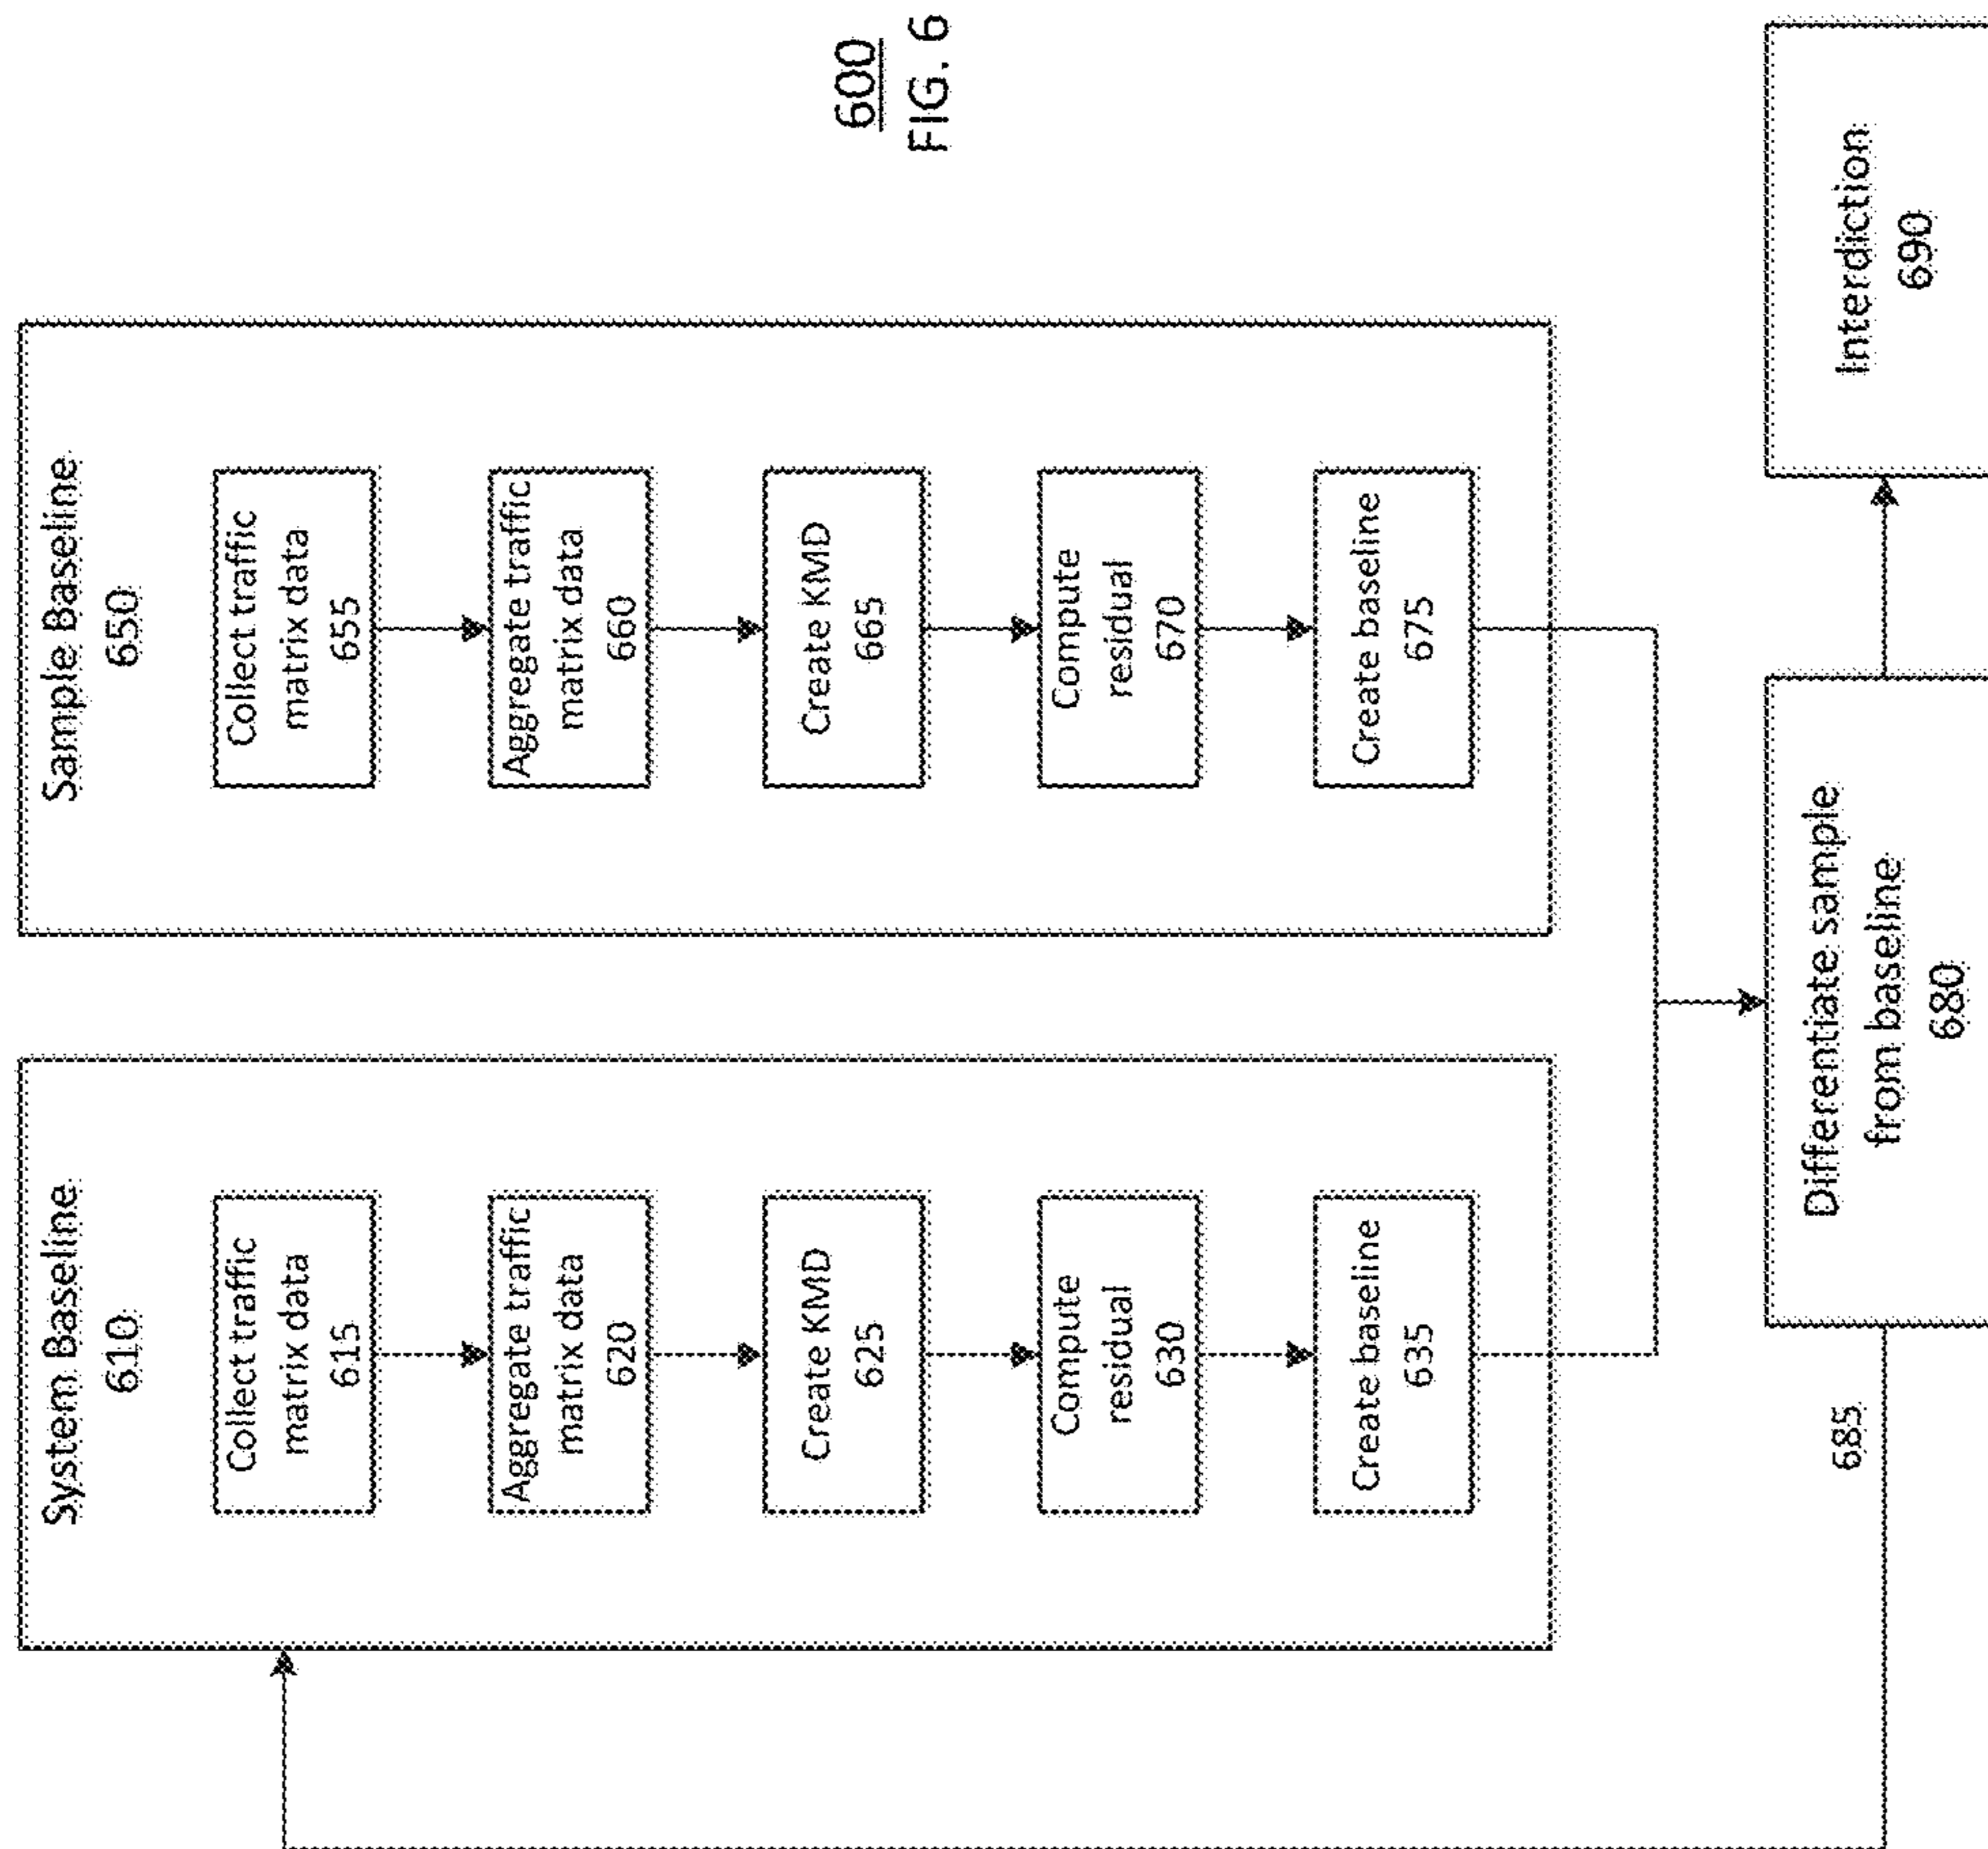 System Baseline
610
Collect traffic
matrix data
615
Aggregate traffic
matrix data
620
Create KMD
625
Compute
residual
630
Create baseline
635
Sample Baseline
650
Collect traffic
matrix data
655
Aggregate traffic
matrix data
660
Create KMD
665
Compute
residual
670
Create baseline
675
685
Differentiate sample
from baseline
680
Interdiction
690
600
FIG. 6